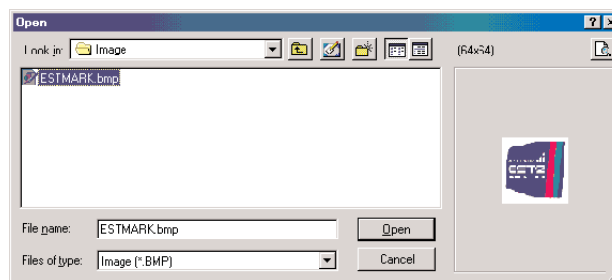 Open
Look in: Image (64x64)
ESTMARK.bmp
File name: ESTMARK.bmp Open
Files of type: Image (*.BMP) Cancel